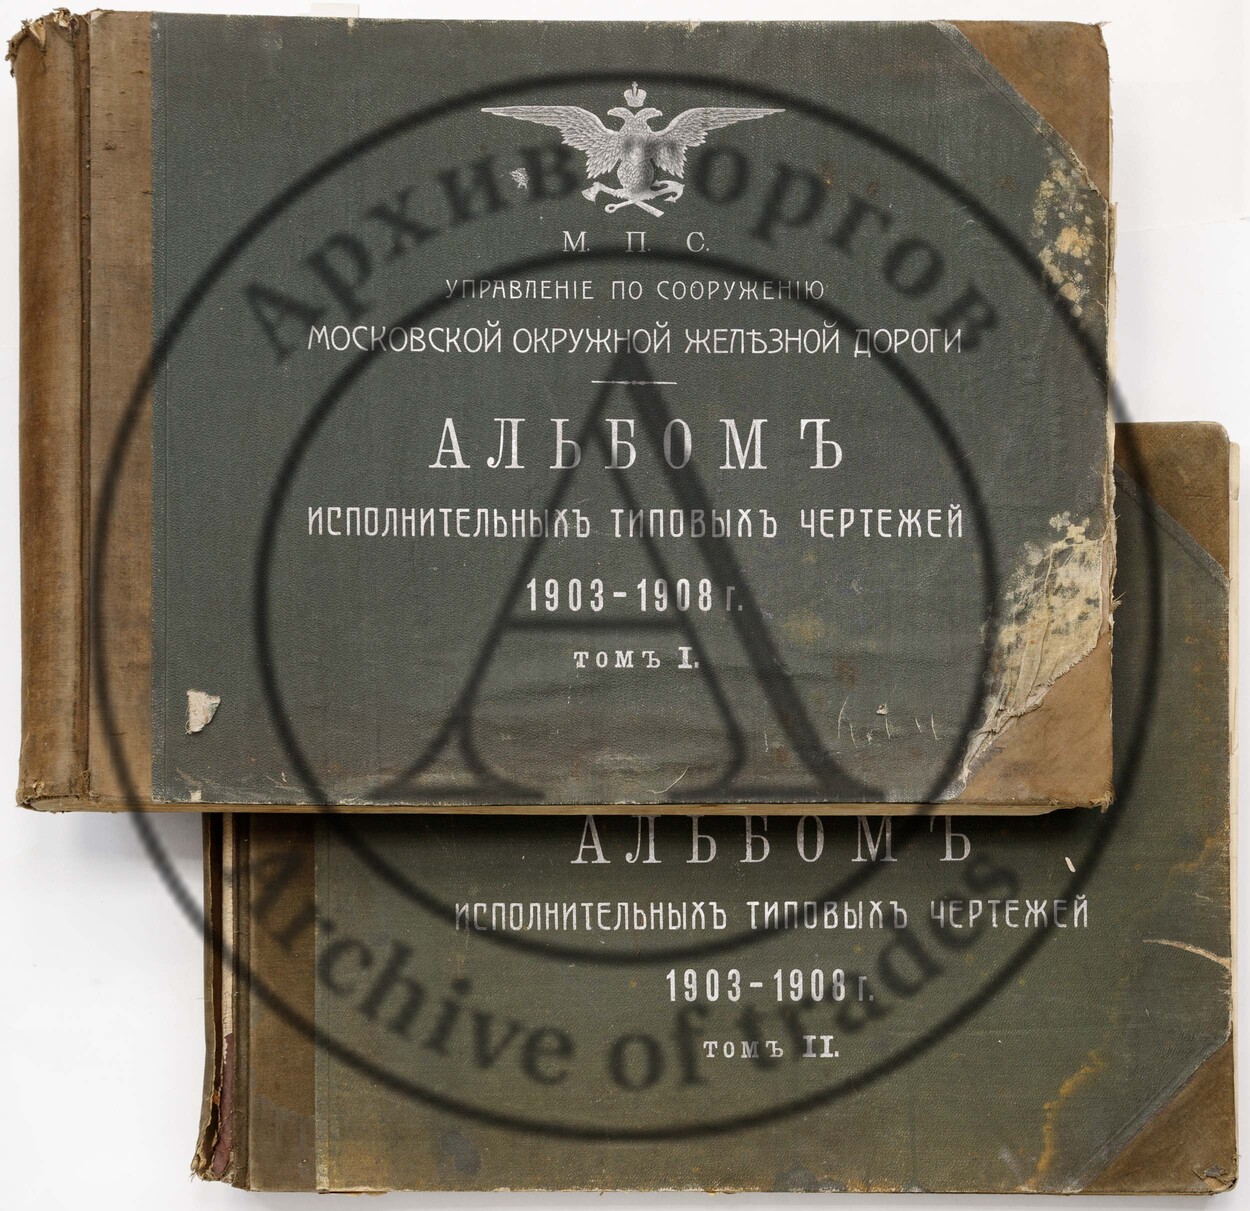 М. П. С.
УПРАВЛЕНІЕ ПО СООРУЖЕНІЮ
МОСКОВСКОЙ ОКРУЖНОЙ ЖЕЛѢЗНОЙ ДОРОГИ
АЛЬБОМЪ
ИСПОЛНИТЕЛЬНЫХЪ ТИПОВЫХЪ ЧЕРТЕЖЕЙ
1903-1908 г.
ТОМЪ I.
АЛЬБОМЪ
ИСПОЛНИТЕЛЬНЫХЪ ТИПОВЫХЪ ЧЕРТЕЖЕЙ
1903-1908 г.
ТОМЪ II.
Архив торгов
А
Archive of trades